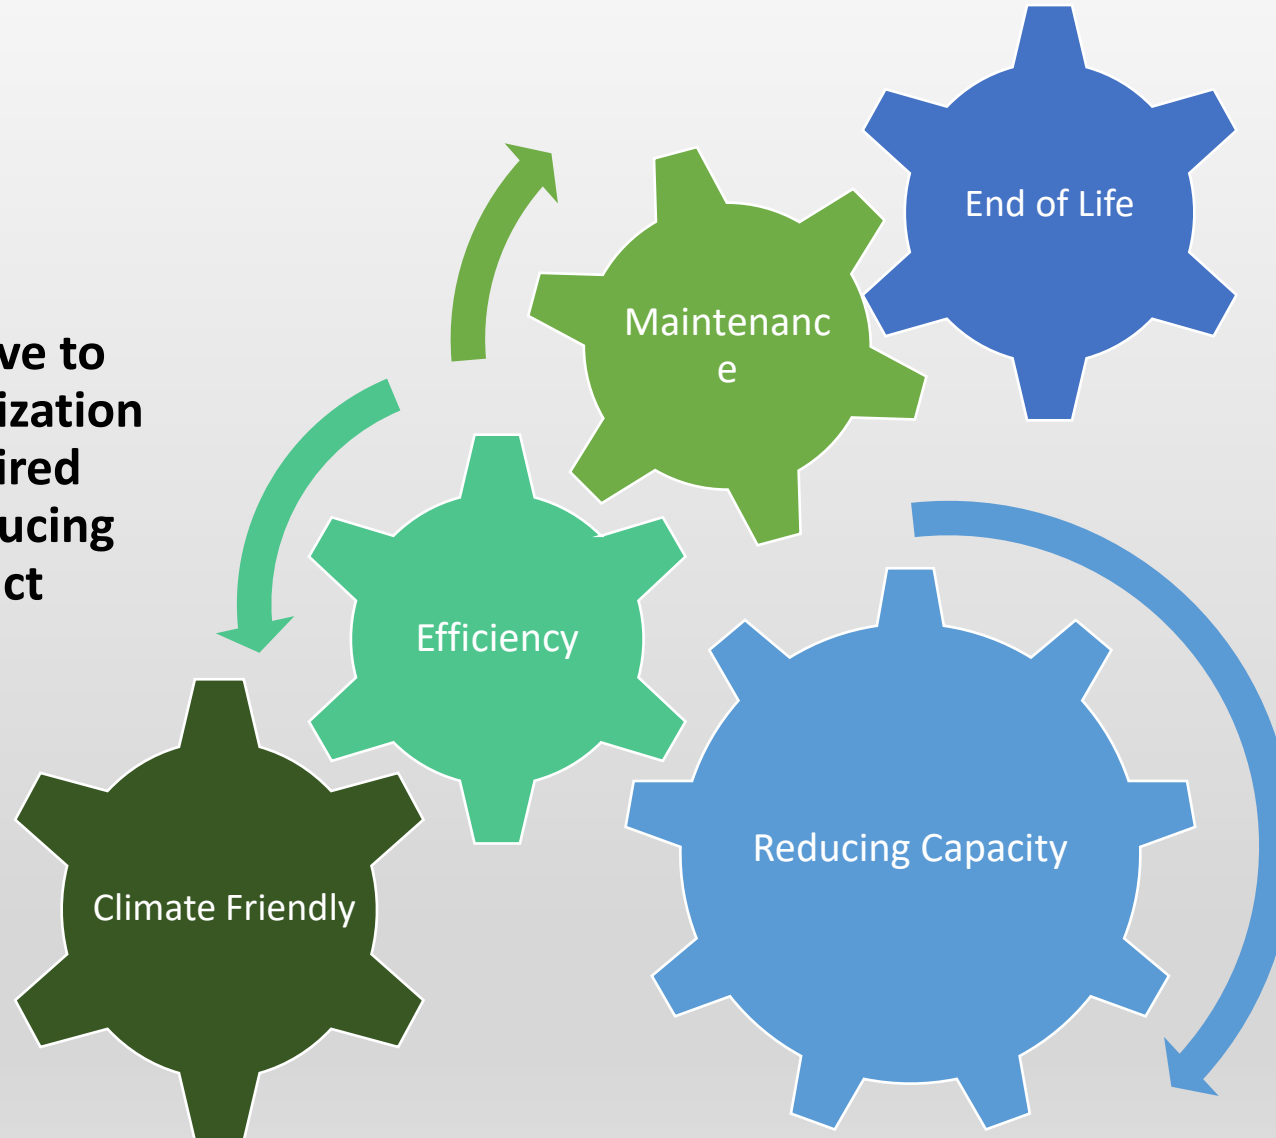 End of Life
Maintenanc
e
ve to
ization
ired
ucing
ct
Efficiency
Reducing Capacity
Climate Friendly